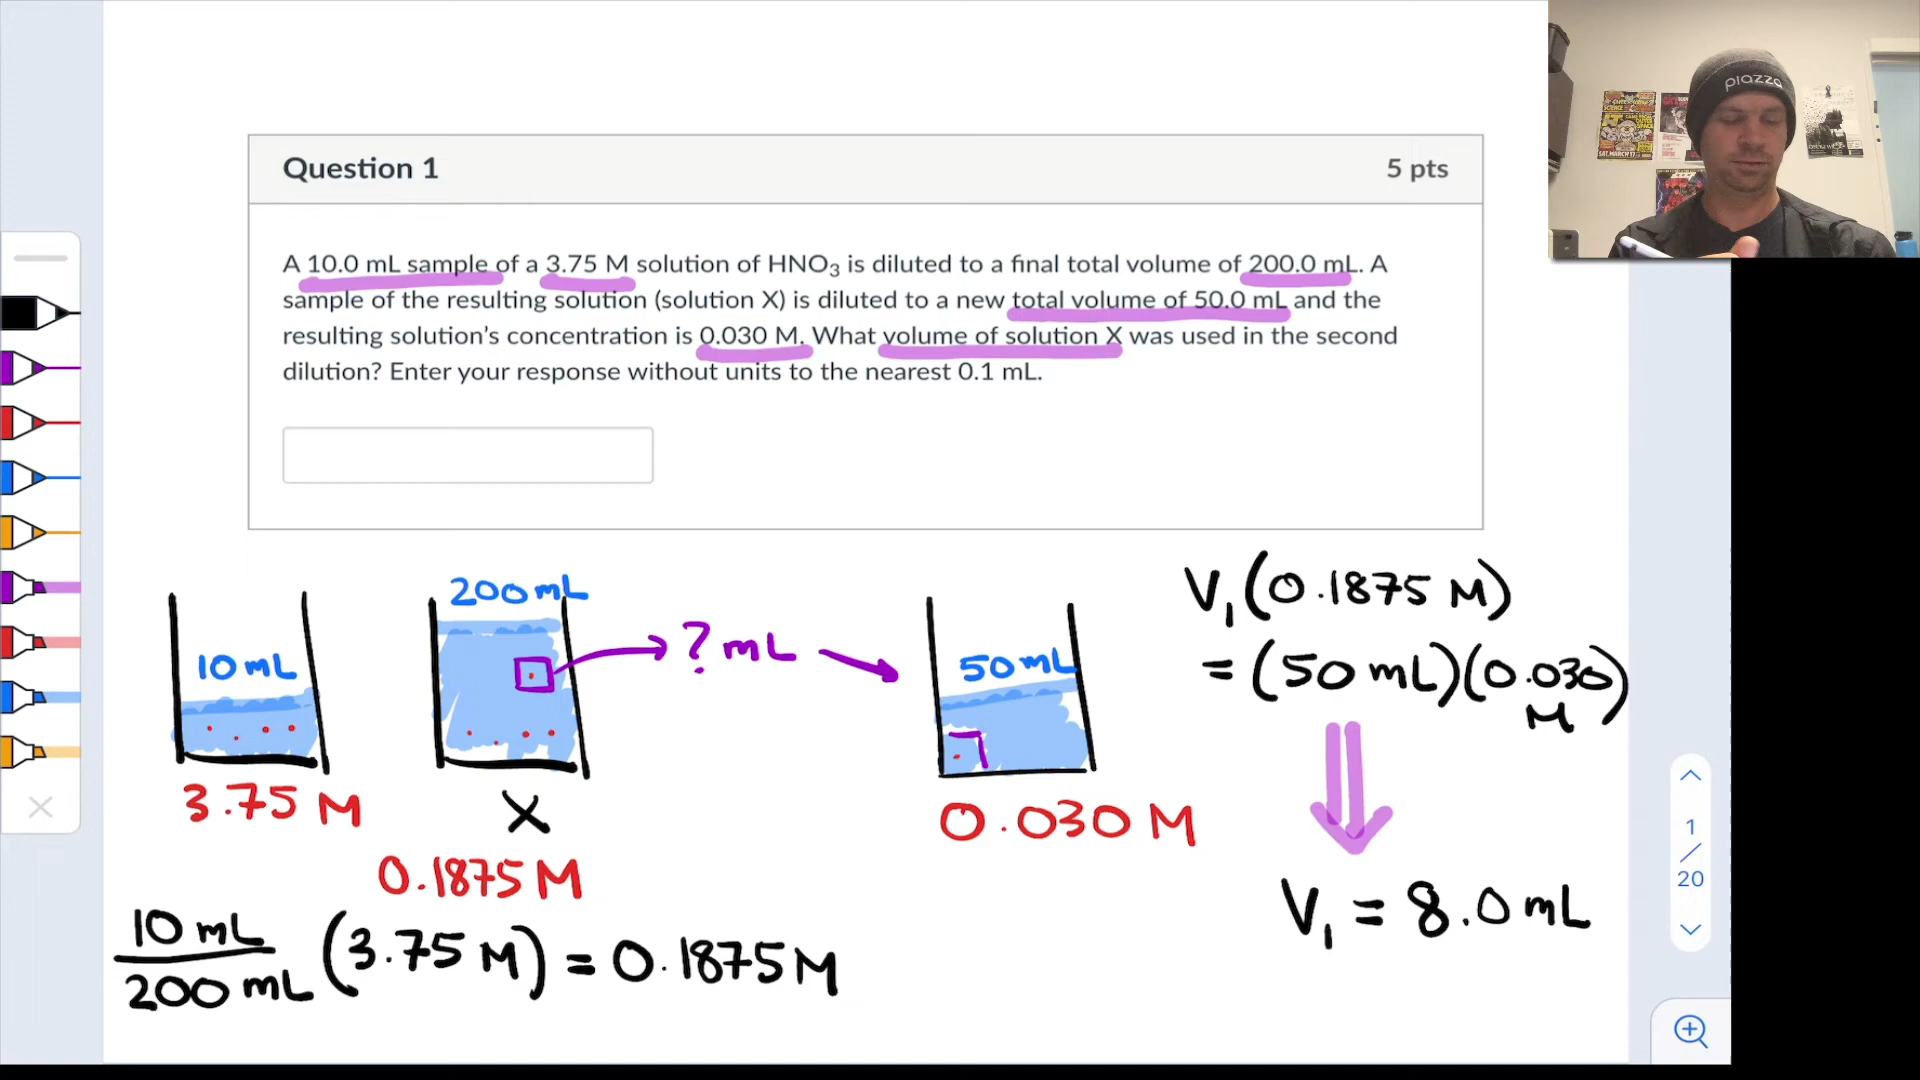 piazza
Question 1
5 pts
A 10.0 mL sample of a 3.75 M solution of HNO₃ is diluted to a final total volume of 200.0 mL. A
sample of the resulting solution (solution X) is diluted to a new total volume of 50.0 mL and the
resulting solution’s concentration is 0.030 M. What volume of solution X was used in the second
dilution? Enter your response without units to the nearest 0.1 mL.
10 mL
3.75 M
200 mL
X
0.1875 M
? mL
50 mL
0.030 M
10 mL
200 mL
(3.75 M) = 0.1875 M
V₁(0.1875 M)
= (50 mL)(0.030
M)
V₁ = 8.0 mL
1
/
20